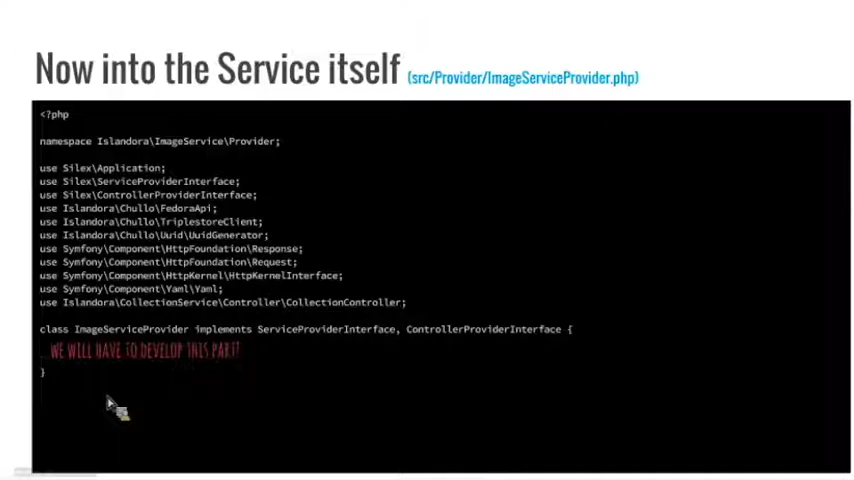 Now into the Service itself (src/Provider/ImageServiceProvider.php)
<?php
namespace Islandora\ImageService\Provider;
use Silex\Application;
use Silex\ServiceProviderInterface;
use Silex\ControllerProviderInterface;
use Islandora\Chullo\FedoraApi;
use Islandora\Chullo\TriplestoreClient;
use Islandora\Chullo\Uuid\UuidGenerator;
use Symfony\Component\HttpFoundation\Response;
use Symfony\Component\HttpFoundation\Request;
use Symfony\Component\HttpKernel\HttpKernelInterface;
use Symfony\Component\Yaml\Yaml;
use Islandora\CollectionService\Controller\CollectionController;
class ImageServiceProvider implements ServiceProviderInterface, ControllerProviderInterface {
WE WILL HAVE TO DEVELOP THIS PART!
}